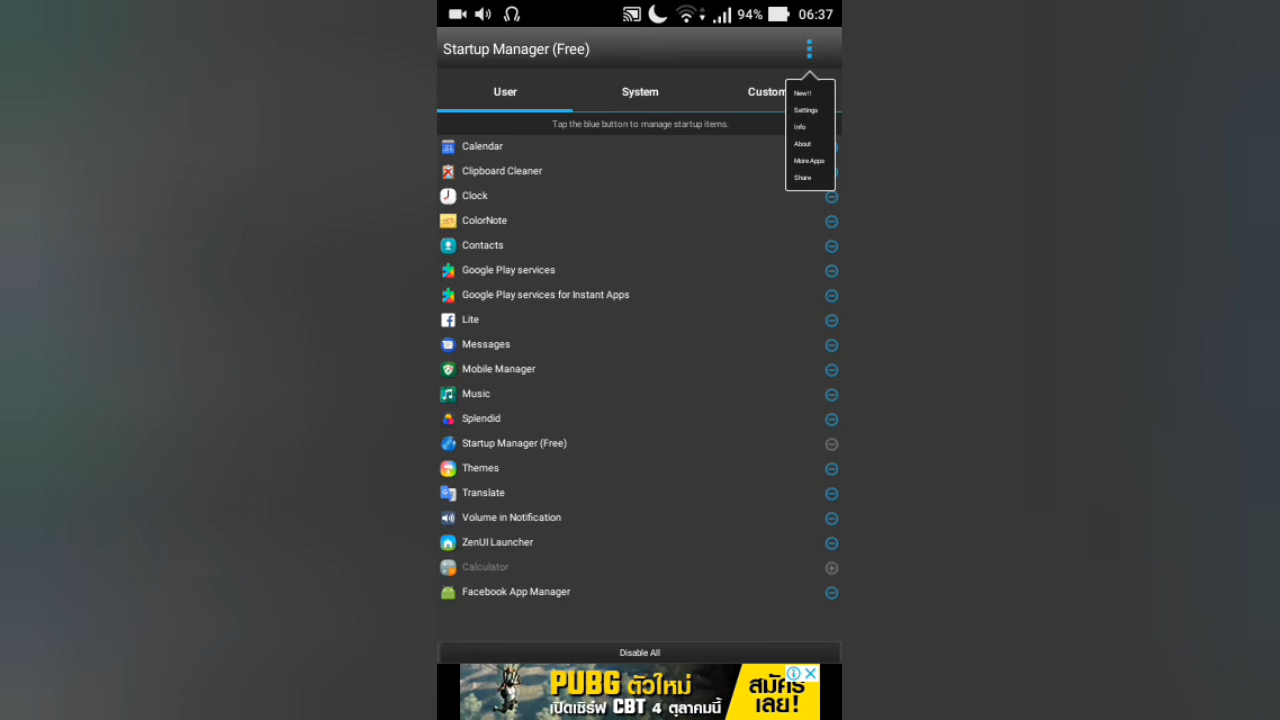 94% 06:37
Startup Manager (Free)
User System Custom
New!!
Settings
Info
About
More Apps
Share
Tap the blue button to manage startup items.
Calendar
Clipboard Cleaner
Clock
ColorNote
Contacts
Google Play services
Google Play services for Instant Apps
Lite
Messages
Mobile Manager
Music
Splendid
Startup Manager (Free)
Themes
Translate
Volume in Notification
ZenUI Launcher
Calculator
Facebook App Manager
Disable All
PUBG ตัวใหม่
เปิดเซิร์ฟ CBT 4 ตุลาคมนี้
สมัคร
เลย!